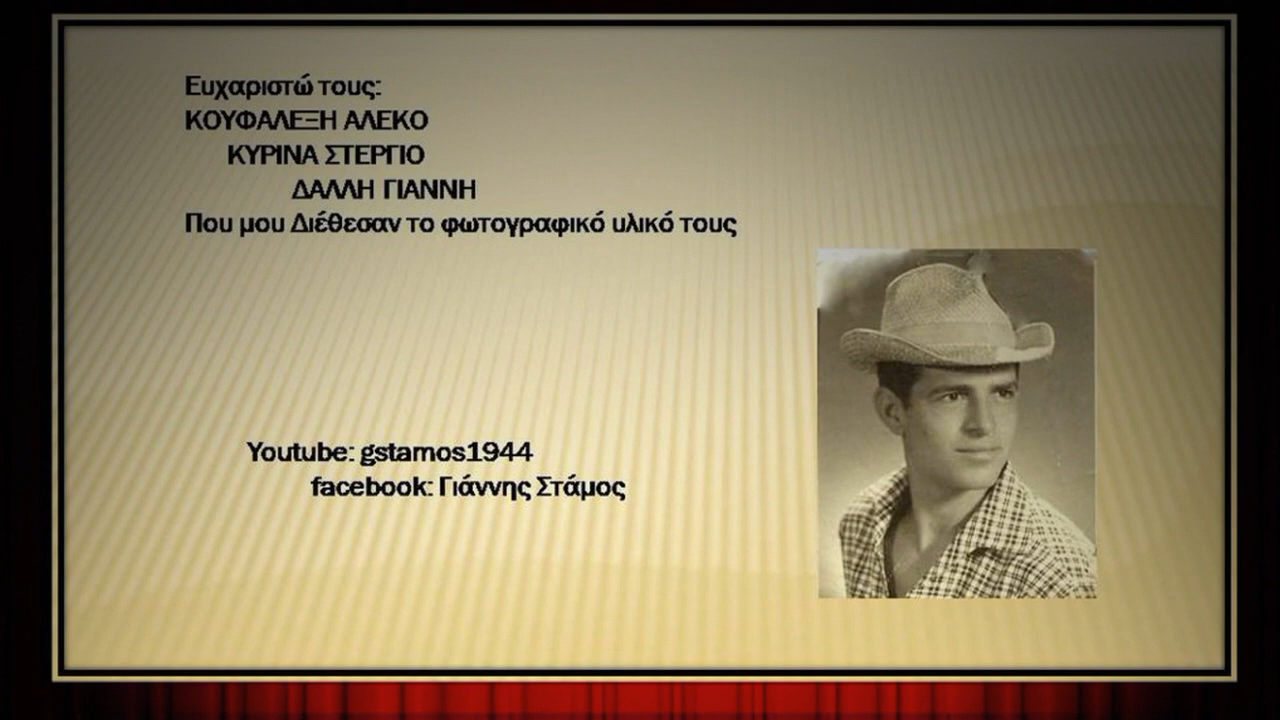 Ευχαριστώ τους:
ΚΟΥΦΑΛΕΞΗ ΑΛΕΚΟ
ΚΥΡΙΝΑ ΣΤΕΡΓΙΟ
ΔΑΛΛΗ ΓΙΑΝΝΗ
Που μου Διέθεσαν το φωτογραφικό υλικό τους
Youtube: gstamos1944
facebook: Γιάννης Στάμος